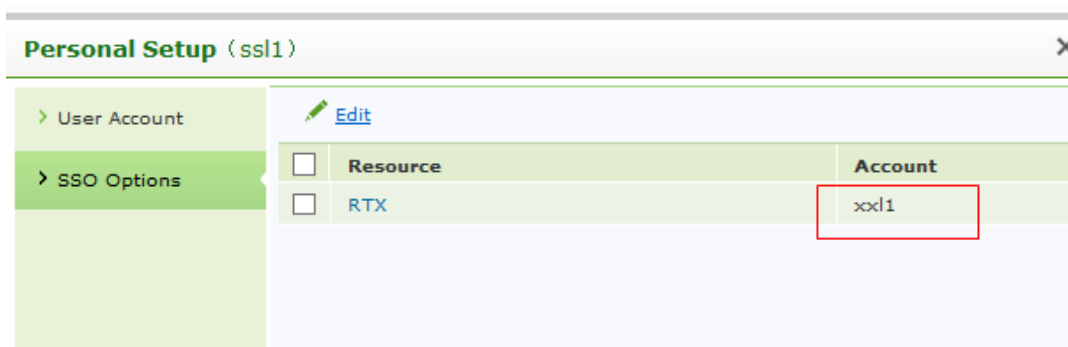 Personal Setup（ssl1）
User Account
Edit
SSO Options
Resource Account
RTX xxl1